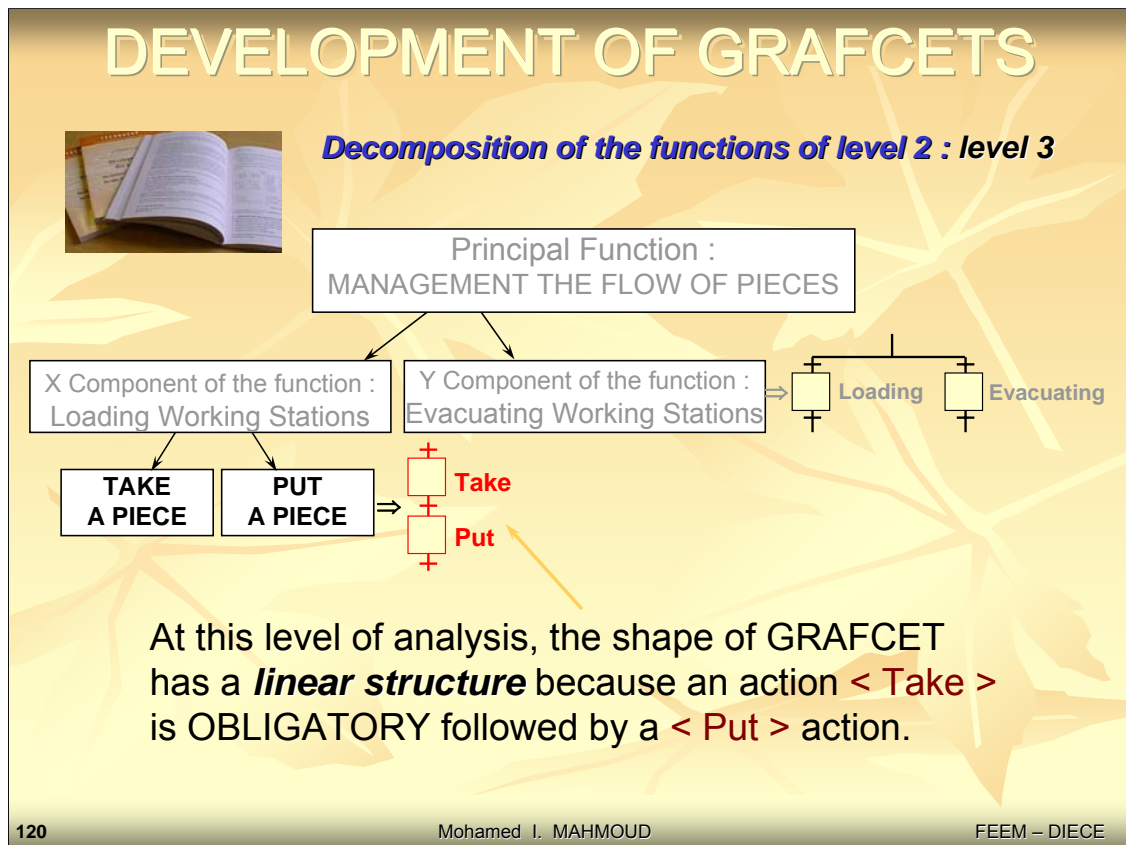 DEVELOPMENT OF GRAFCETS
Decomposition of the functions of level 2 : level 3
Principal Function :
MANAGEMENT THE FLOW OF PIECES
X Component of the function :
Loading Working Stations
Y Component of the function :
Evacuating Working Stations
⇒
Loading
Evacuating
TAKE
A PIECE
PUT
A PIECE
⇒
Take
Put
At this level of analysis, the shape of GRAFCET
has a linear structure because an action < Take >
is OBLIGATORY followed by a < Put > action.
120
Mohamed I. MAHMOUD
FEEM – DIECE